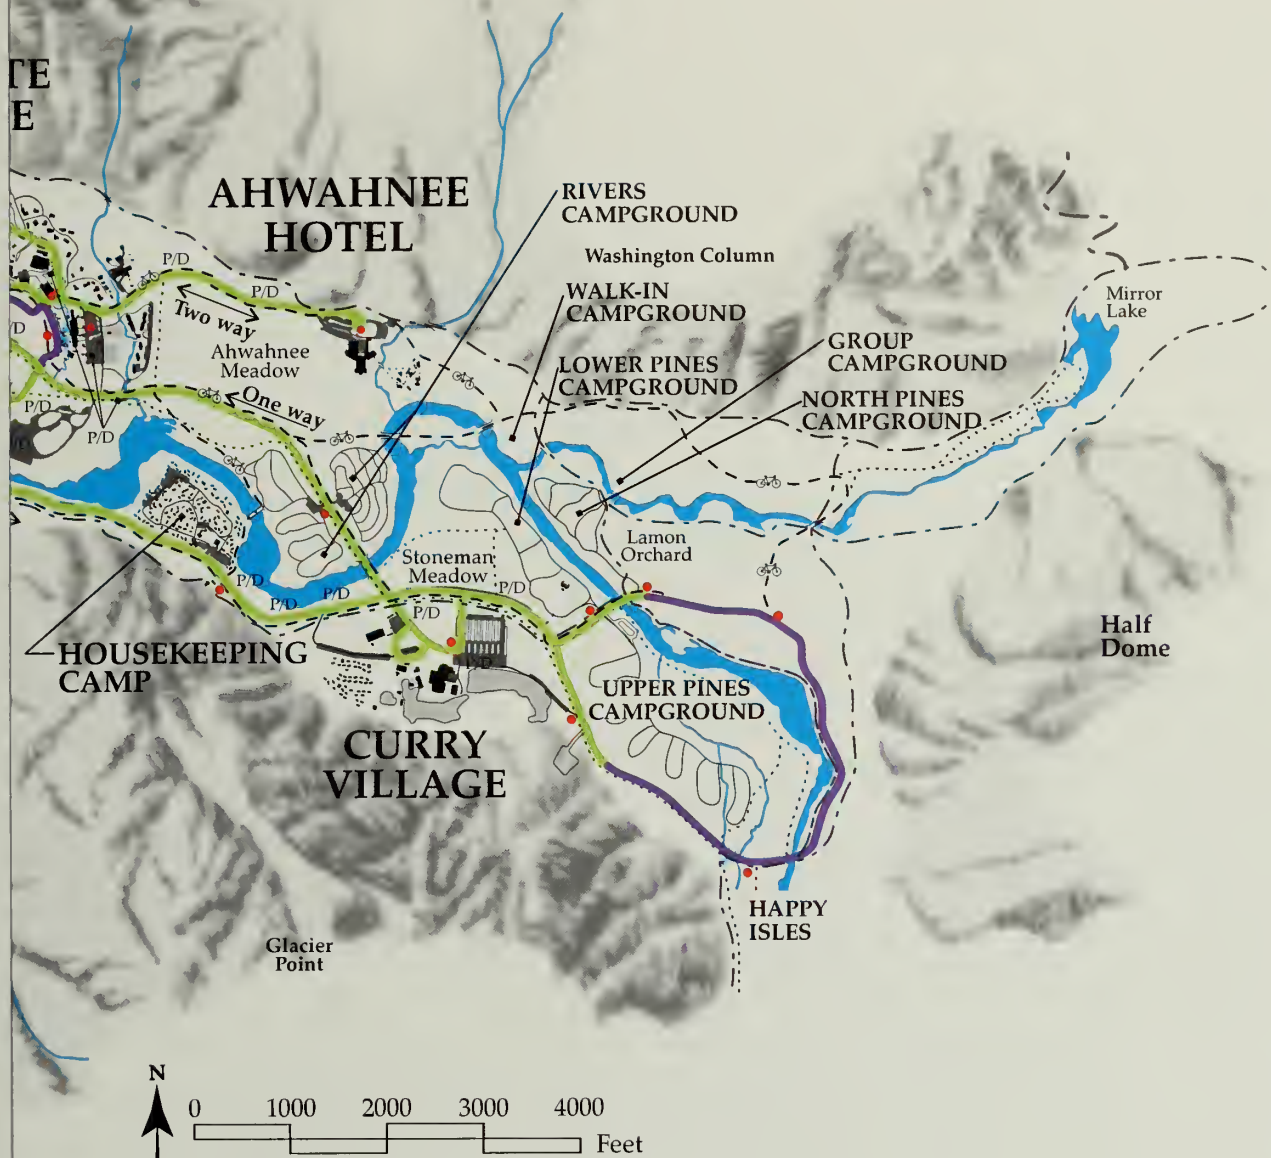 TE
E
AHWAHNEE
HOTEL
RIVERS
CAMPGROUND
Washington Column
WALK-IN
CAMPGROUND
LOWER PINES
CAMPGROUND
GROUP
CAMPGROUND
NORTH PINES
CAMPGROUND
Mirror
Lake
P/D
P/D
Two way
Ahwahnee
Meadow
One way
P/D
P/D
P/D
P/D
Lamon
Orchard
Stoneman
Meadow
P/D
P/D
P/D
P/D
P/D
P/D
Half
Dome
HOUSEKEEPING
CAMP
UPPER PINES
CAMPGROUND
CURRY
VILLAGE
HAPPY
ISLES
Glacier
Point
N
0 1000 2000 3000 4000
Feet